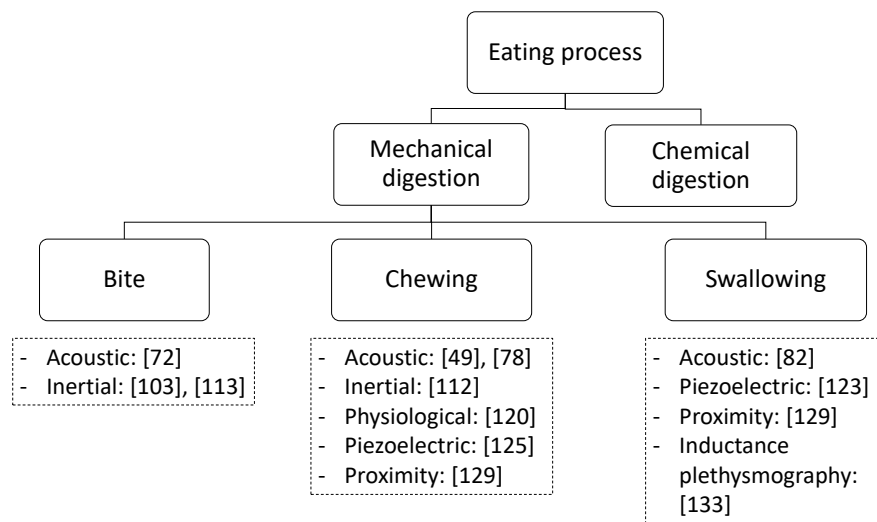 Eating process
Mechanical
digestion
Chemical
digestion
Bite
Chewing
Swallowing
- Acoustic: [72]
- Inertial: [103], [113]
- Acoustic: [49], [78]
- Inertial: [112]
- Physiological: [120]
- Piezoelectric: [125]
- Proximity: [129]
- Acoustic: [82]
- Piezoelectric: [123]
- Proximity: [129]
- Inductance
plethysmography:
[133]